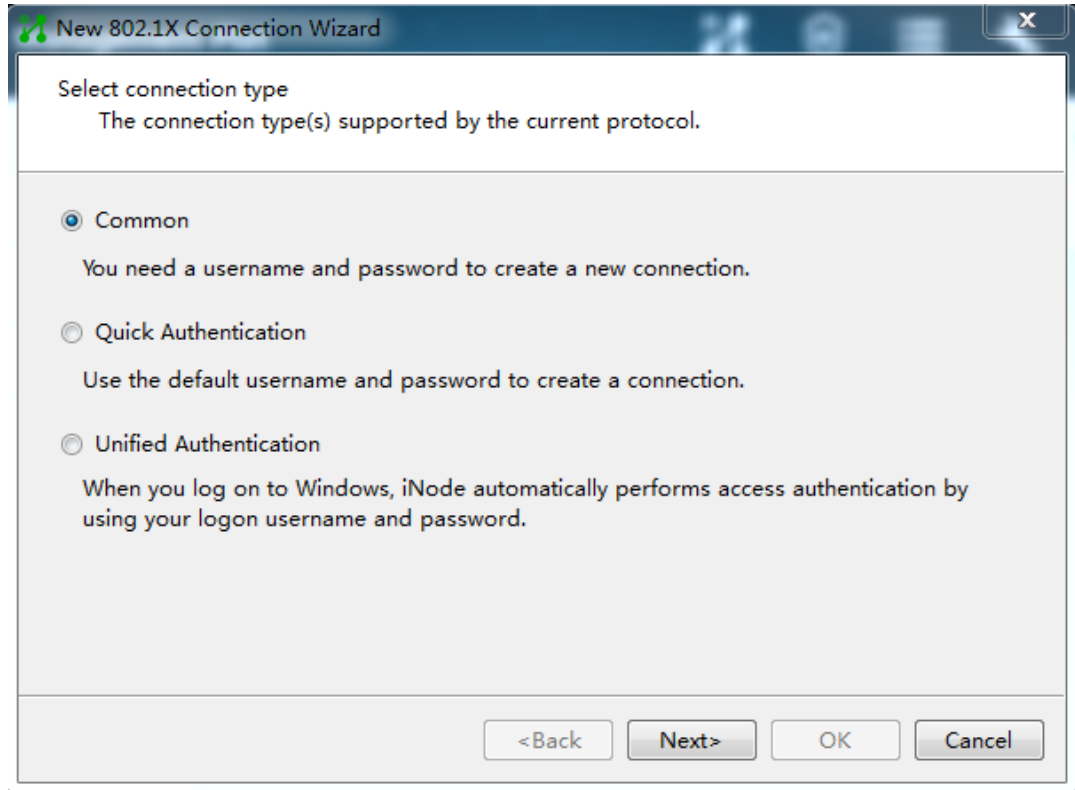 New 802.1X Connection Wizard
X
Select connection type
The connection type(s) supported by the current protocol.
Common
You need a username and password to create a new connection.
Quick Authentication
Use the default username and password to create a connection.
Unified Authentication
When you log on to Windows, iNode automatically performs access authentication by
using your logon username and password.
<Back Next> OK Cancel